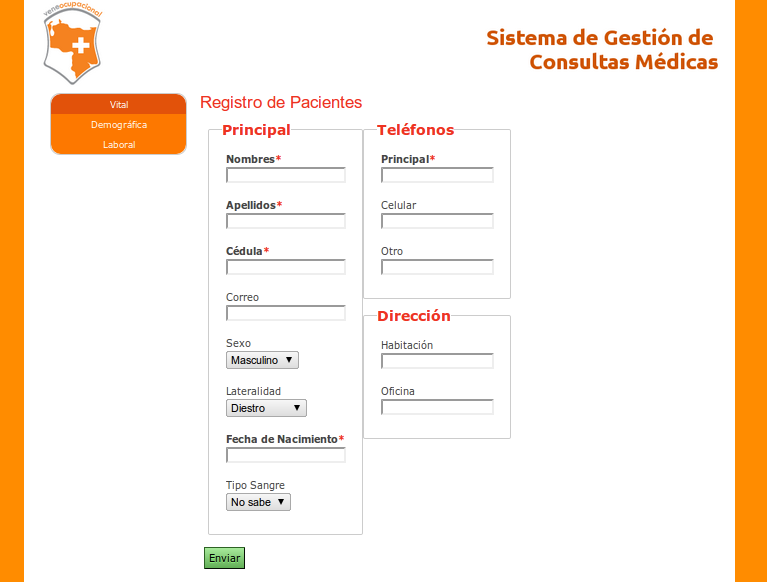 veneocupacional
Sistema de Gestión de
Consultas Médicas
Vital
Demográfica
Laboral
Registro de Pacientes
Principal
Nombres*
Apellidos*
Cédula*
Correo
Sexo
Masculino
Lateralidad
Diestro
Fecha de Nacimiento*
Tipo Sangre
No sabe
Teléfonos
Principal*
Celular
Otro
Dirección
Habitación
Oficina
Enviar